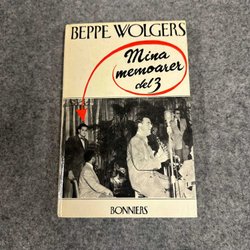 BEPPE WOLGERS
Mina
memoarer
del 3
BONNIERS